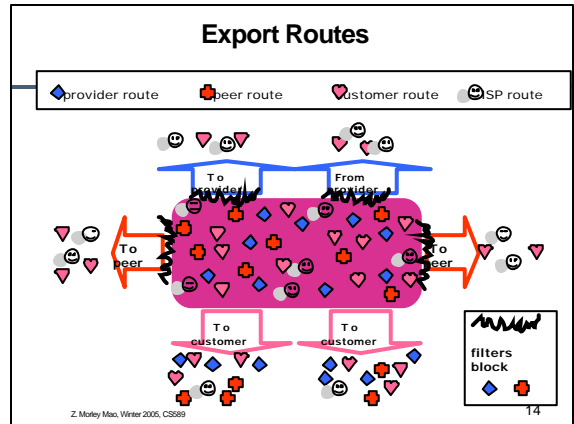 Export Routes
provider route peer route ustomer route ISP route
To provider
From provider
To peer
To peer
To customer
To customer
filters block
Z. Morley Mao, Winter 2005, CS589
14